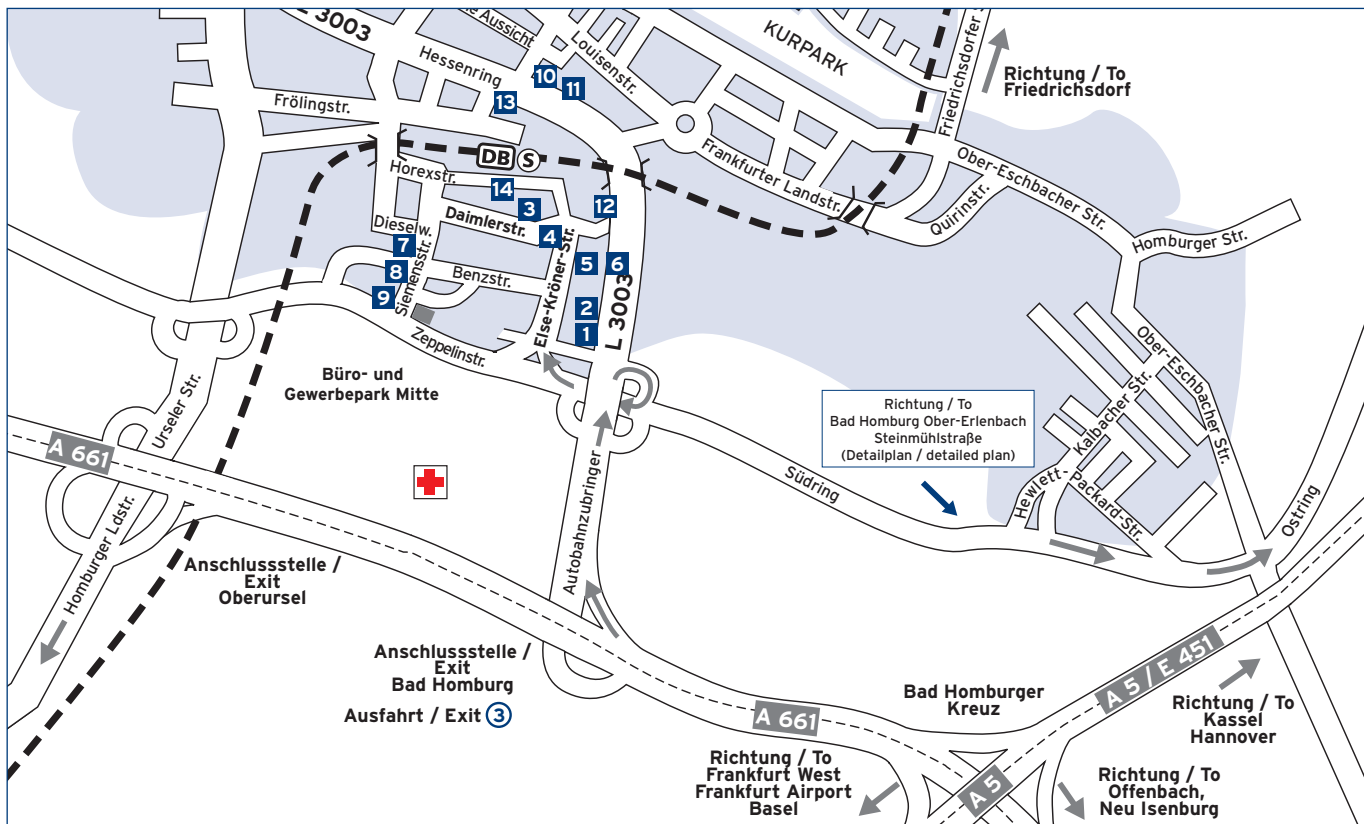 L 3003
e Aussicht
Louisenstr.
KURPARK
Friedrichsdorfer S
Richtung / To
Friedrichsdorf
Hessenring
10
11
13
Frölingstr.
DB S
Horexstr.
14
3
12
Frankfurter Landstr.
Ober-Eschbacher Str.
Quirinstr.
Homburger Str.
Dieselw.
Daimlerstr.
4
7
8
9
Siemensstr.
Benzstr.
Else-Kröner-Str.
5
6
2
1
L 3003
Zeppelinstr.
Büro- und
Gewerbepark Mitte
Urseler Str.
A 661
Homburger Ldstr.
Anschlussstelle /
Exit
Oberursel
Autobahnzubringer
Richtung / To
Bad Homburg Ober-Erlenbach
Steinmühlstraße
(Detailplan / detailed plan)
Südring
Kalbacher Str.
Ober-Eschbacher Str.
Hewlett-Packard-Str.
Ostring
Anschlussstelle /
Exit
Bad Homburg
Ausfahrt / Exit 3
A 661
Bad Homburger
Kreuz
A 5 / E 451
Richtung / To
Kassel
Hannover
Richtung / To
Frankfurt West
Frankfurt Airport
Basel
A 5
Richtung / To
Offenbach,
Neu Isenburg